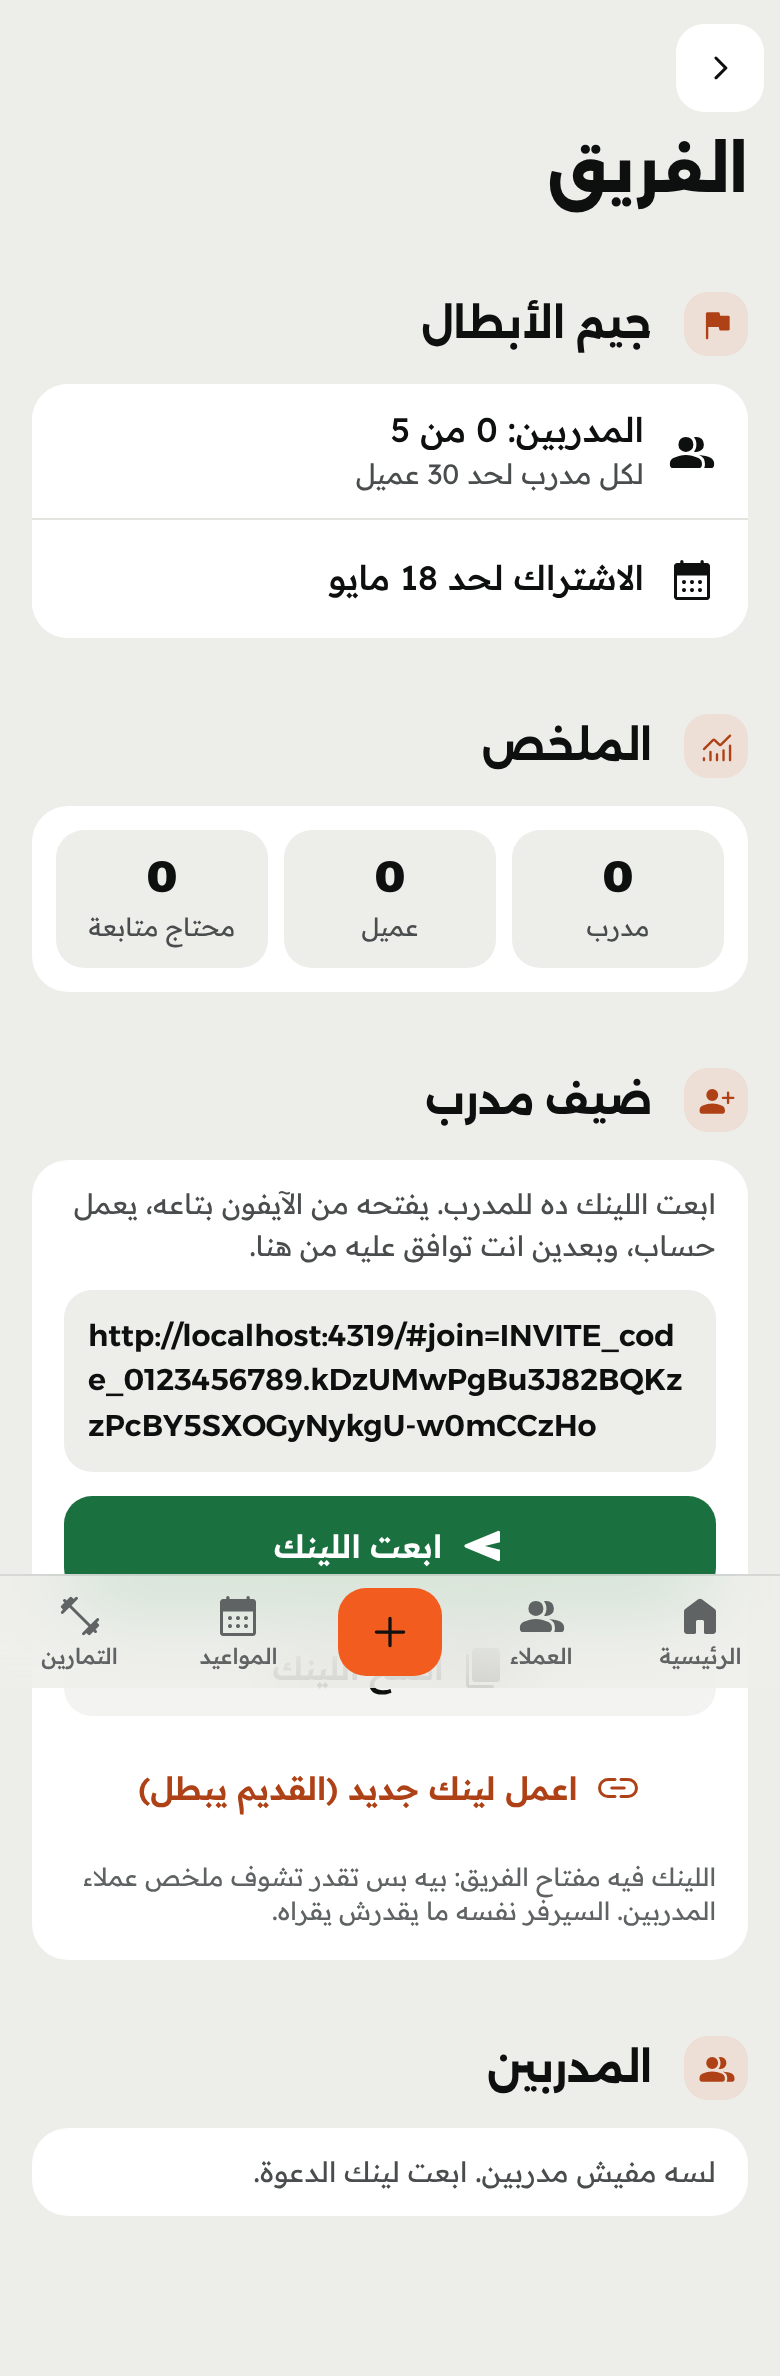 الفريق
جيم الأبطال
المدربين: 0 من 5
لكل مدرب لحد 30 عميل
الاشتراك لحد 18 مايو
الملخص
0
مدرب
0
عميل
0
محتاج متابعة
ضيف مدرب
ابعت اللينك ده للمدرب. يفتحه من الآيفون بتاعه، يعمل
حساب، وبعدين انت توافق عليه من هنا.
http://localhost:4319/#join=INVITE_cod
e_0123456789.kDzUMwPgBu3J82BQKz
zPcBY5SXOGyNykgU-w0mCCzHo
ابعت اللينك
الرئيسية
العملاء
المواعيد
التمارين
اللينك
اعمل لينك جديد (القديم يبطل)
اللينك فيه مفتاح الفريق: بيه بس تقدر تشوف ملخص عملاء
المدربين. السيرفر نفسه ما يقدرش يقراه.
المدربين
لسه مفيش مدربين. ابعت لينك الدعوة.